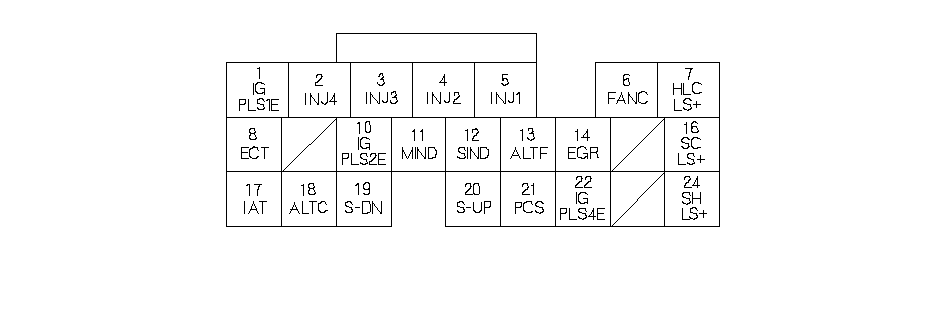 1 IG PLS1E
2 INJ4
3 INJ3
4 INJ2
5 INJ1
6 FANC
7 HLC LS+
8 ECT
10 IG PLS2E
11 MIND
12 SIND
13 ALTF
14 EGR
16 SC LS+
17 IAT
18 ALTC
19 S-DN
20 S-UP
21 PCS
22 IG PLS4E
24 SH LS+